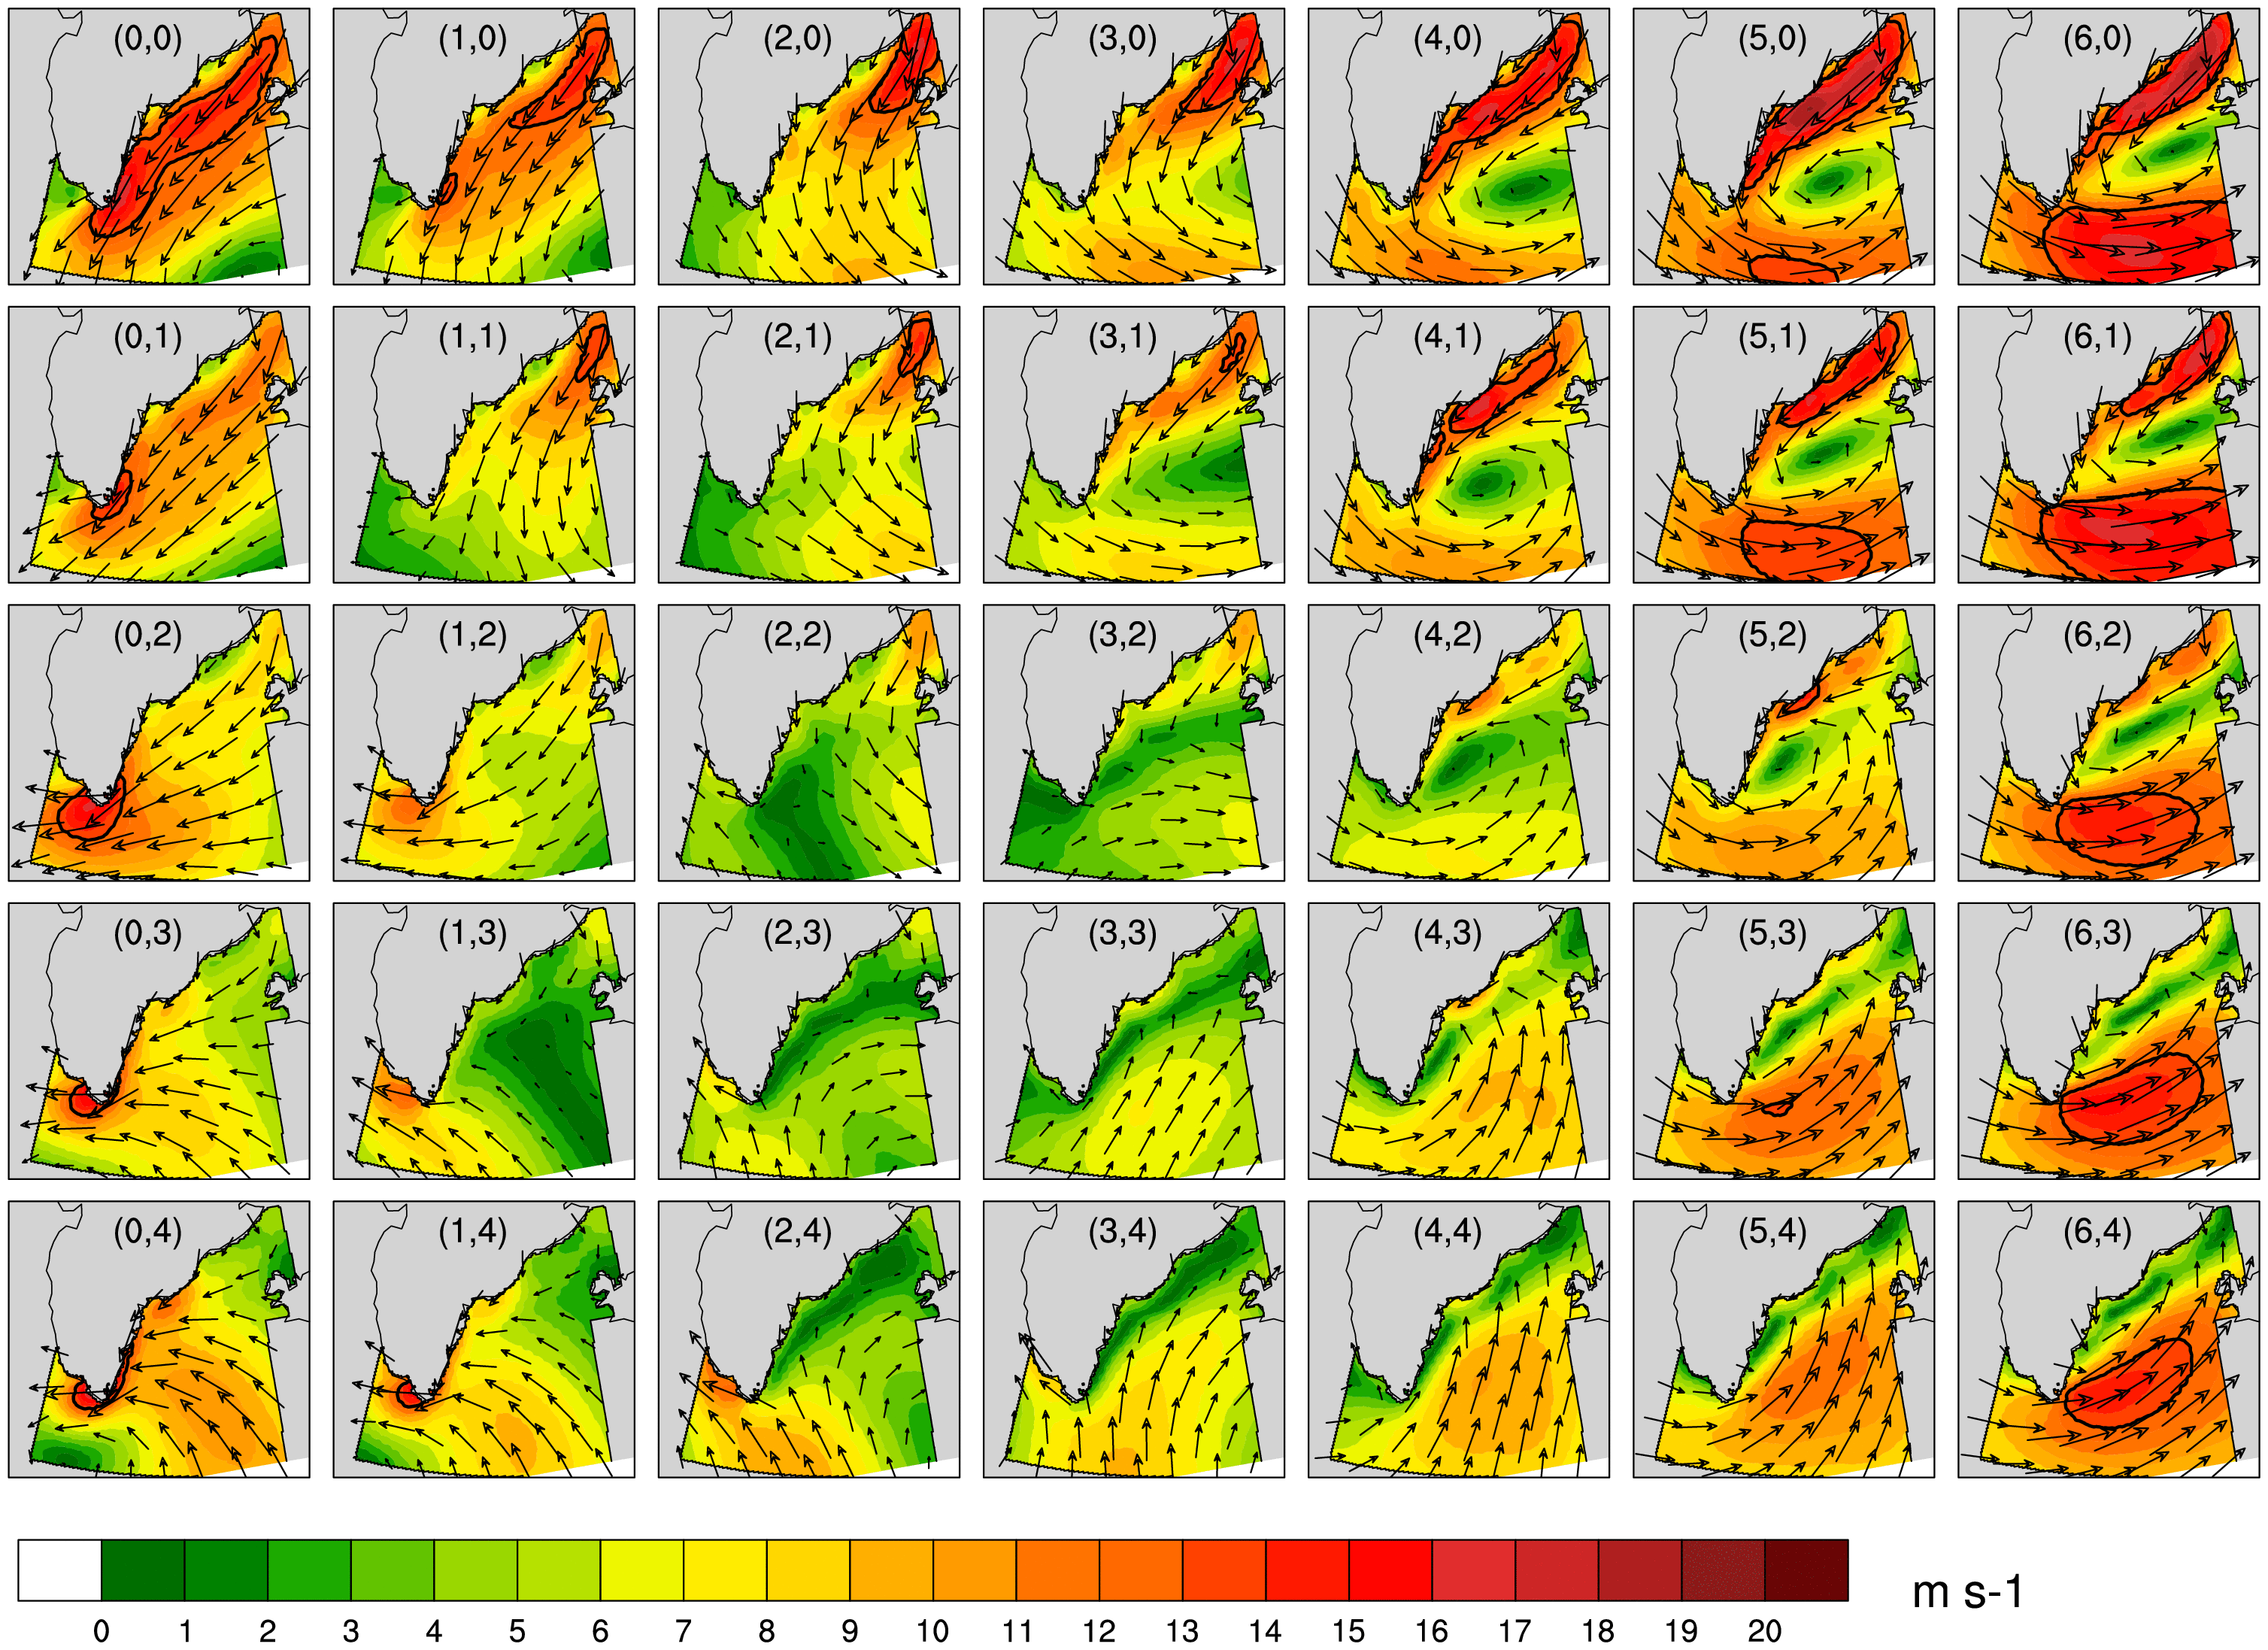 (0,0) (1,0) (2,0) (3,0) (4,0) (5,0) (6,0)
(0,1) (1,1) (2,1) (3,1) (4,1) (5,1) (6,1)
(0,2) (1,2) (2,2) (3,2) (4,2) (5,2) (6,2)
(0,3) (1,3) (2,3) (3,3) (4,3) (5,3) (6,3)
(0,4) (1,4) (2,4) (3,4) (4,4) (5,4) (6,4)
m s-1
0 1 2 3 4 5 6 7 8 9 10 11 12 13 14 15 16 17 18 19 20